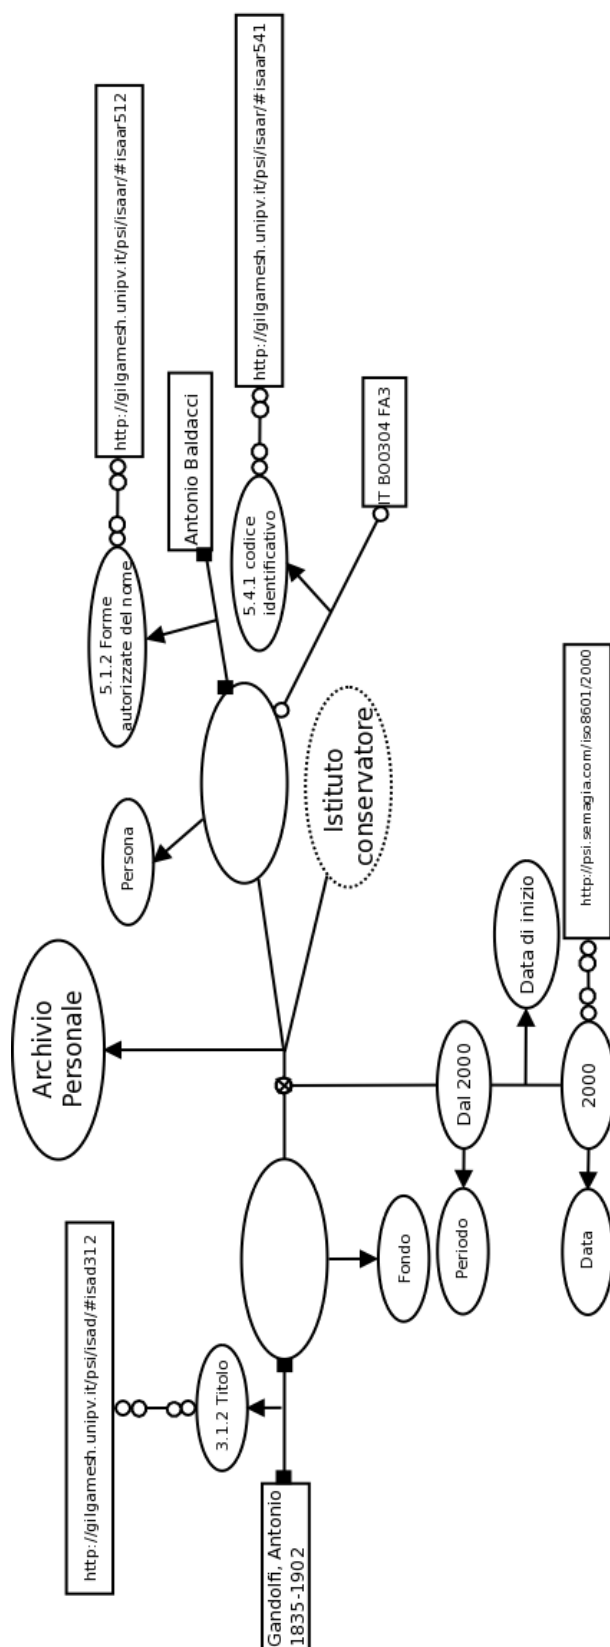 http://gilgamesh.unipv.it/psi/isad/#isad312
Gandolfi, Antonio
1835-1902
3.1.2 Titolo
Fondo
Archivio
Personale
Persona
5.1.2 Forme
autorizzate del nome
http://gilgamesh.unipv.it/psi/isaar/#isaar512
Antonio Baldacci
5.4.1 codice
identificativo
http://gilgamesh.unipv.it/psi/isaar/#isaar541
IT BO0304 FA3
Istituto
conservatore
Dal 2000
Periodo
Data di inizio
2000
Data
http://psi.semagia.com/iso8601/2000